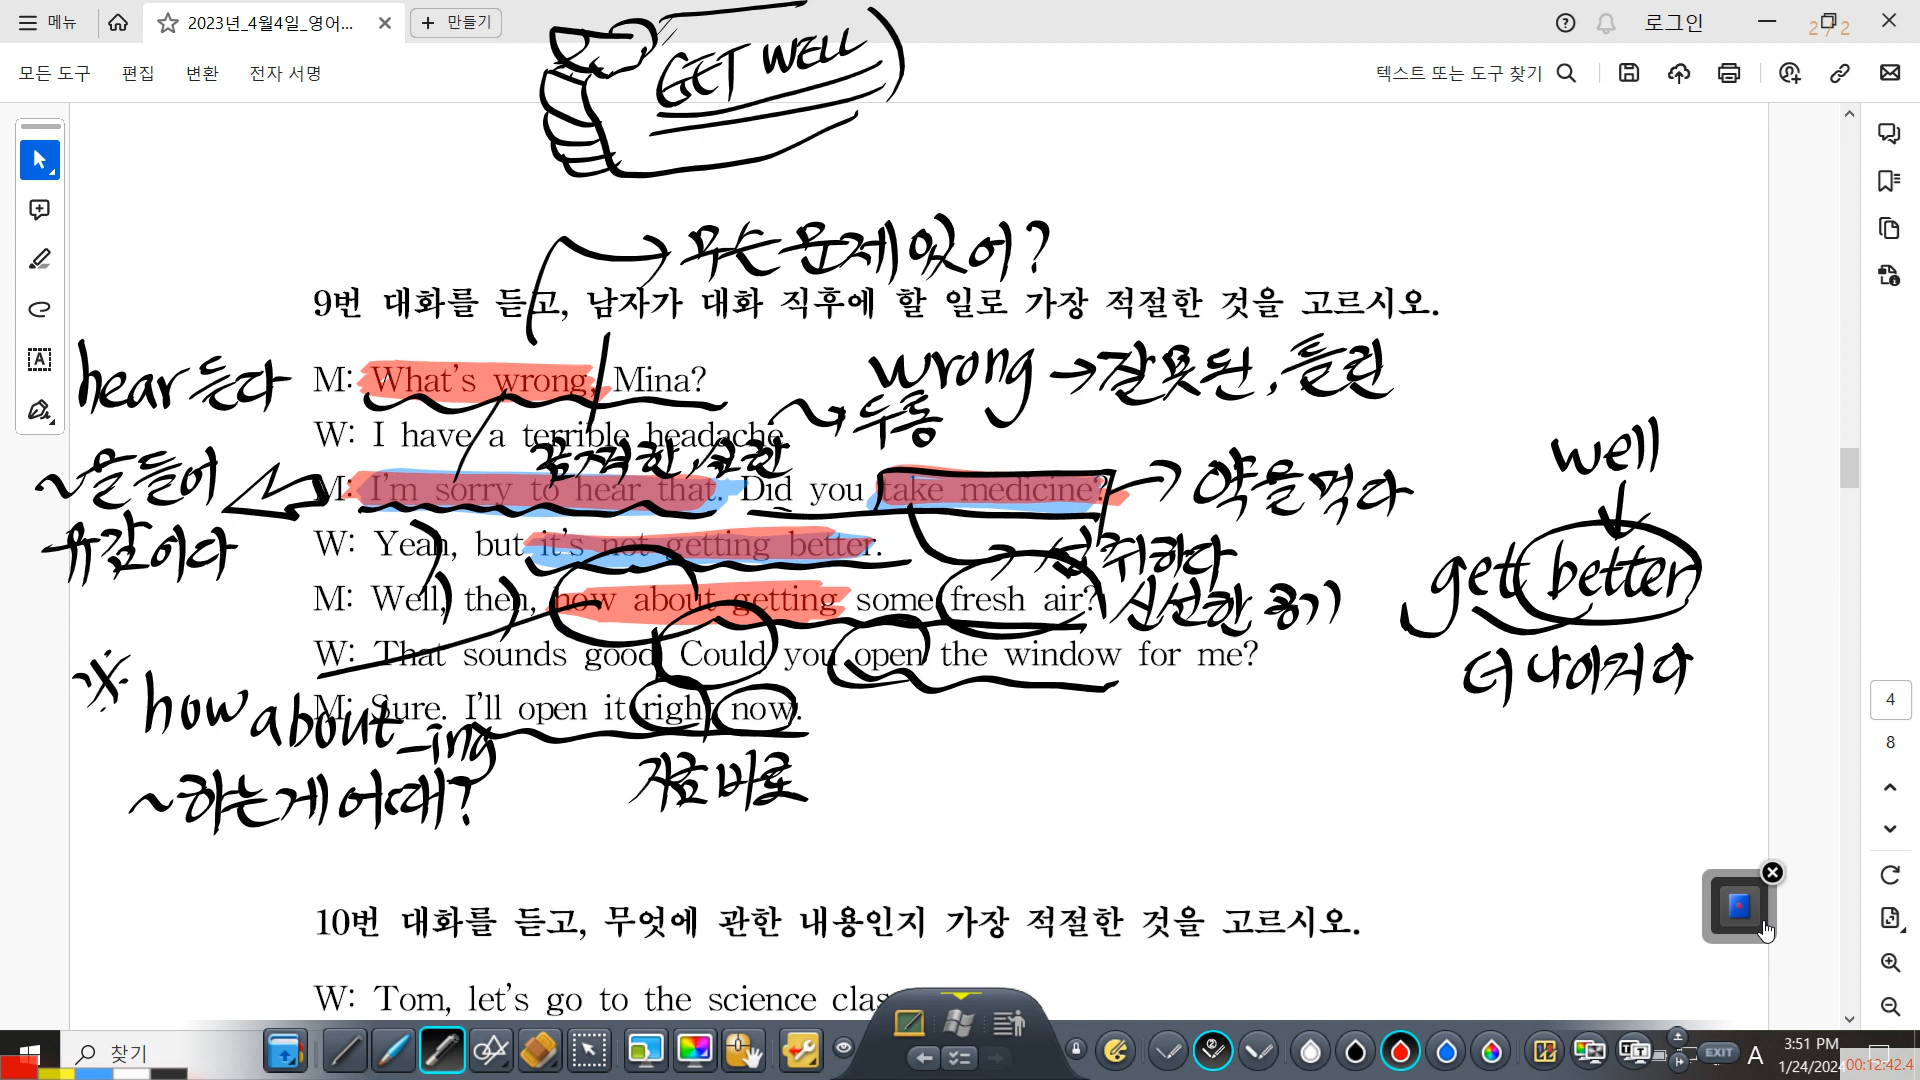 메뉴
2023년_4월4일_영어...
만들기
로그인
2/2
모든 도구 편집 변환 전자 서명
텍스트 또는 도구 찾기
GET WELL
무슨 문제 있어?
9번 대화를 듣고, 남자가 대화 직후에 할 일로 가장 적절한 것을 고르시오.
hear 듣다
M: What's wrong, Mina?
wrong → 잘못된, 틀린
W: I have a terrible headache.
두통
끔찍한, 심한
M: I'm sorry to hear that. Did you take medicine?
약을 먹다
~을 들어
유감이다
well
W: Yeah, but it's not getting better.
섭취하다
get better
더 나아지다
M: Well, then, how about getting some fresh air?
신선한 공기
W: That sounds good. Could you open the window for me?
M: Sure. I'll open it right now.
※ how about -ing
~하는게 어때?
지금 바로
4
8
10번 대화를 듣고, 무엇에 관한 내용인지 가장 적절한 것을 고르시오.
W: Tom, let's go to the science clas
찾기
EXIT
A
3:51 PM
1/24/2024
00:12:42.4